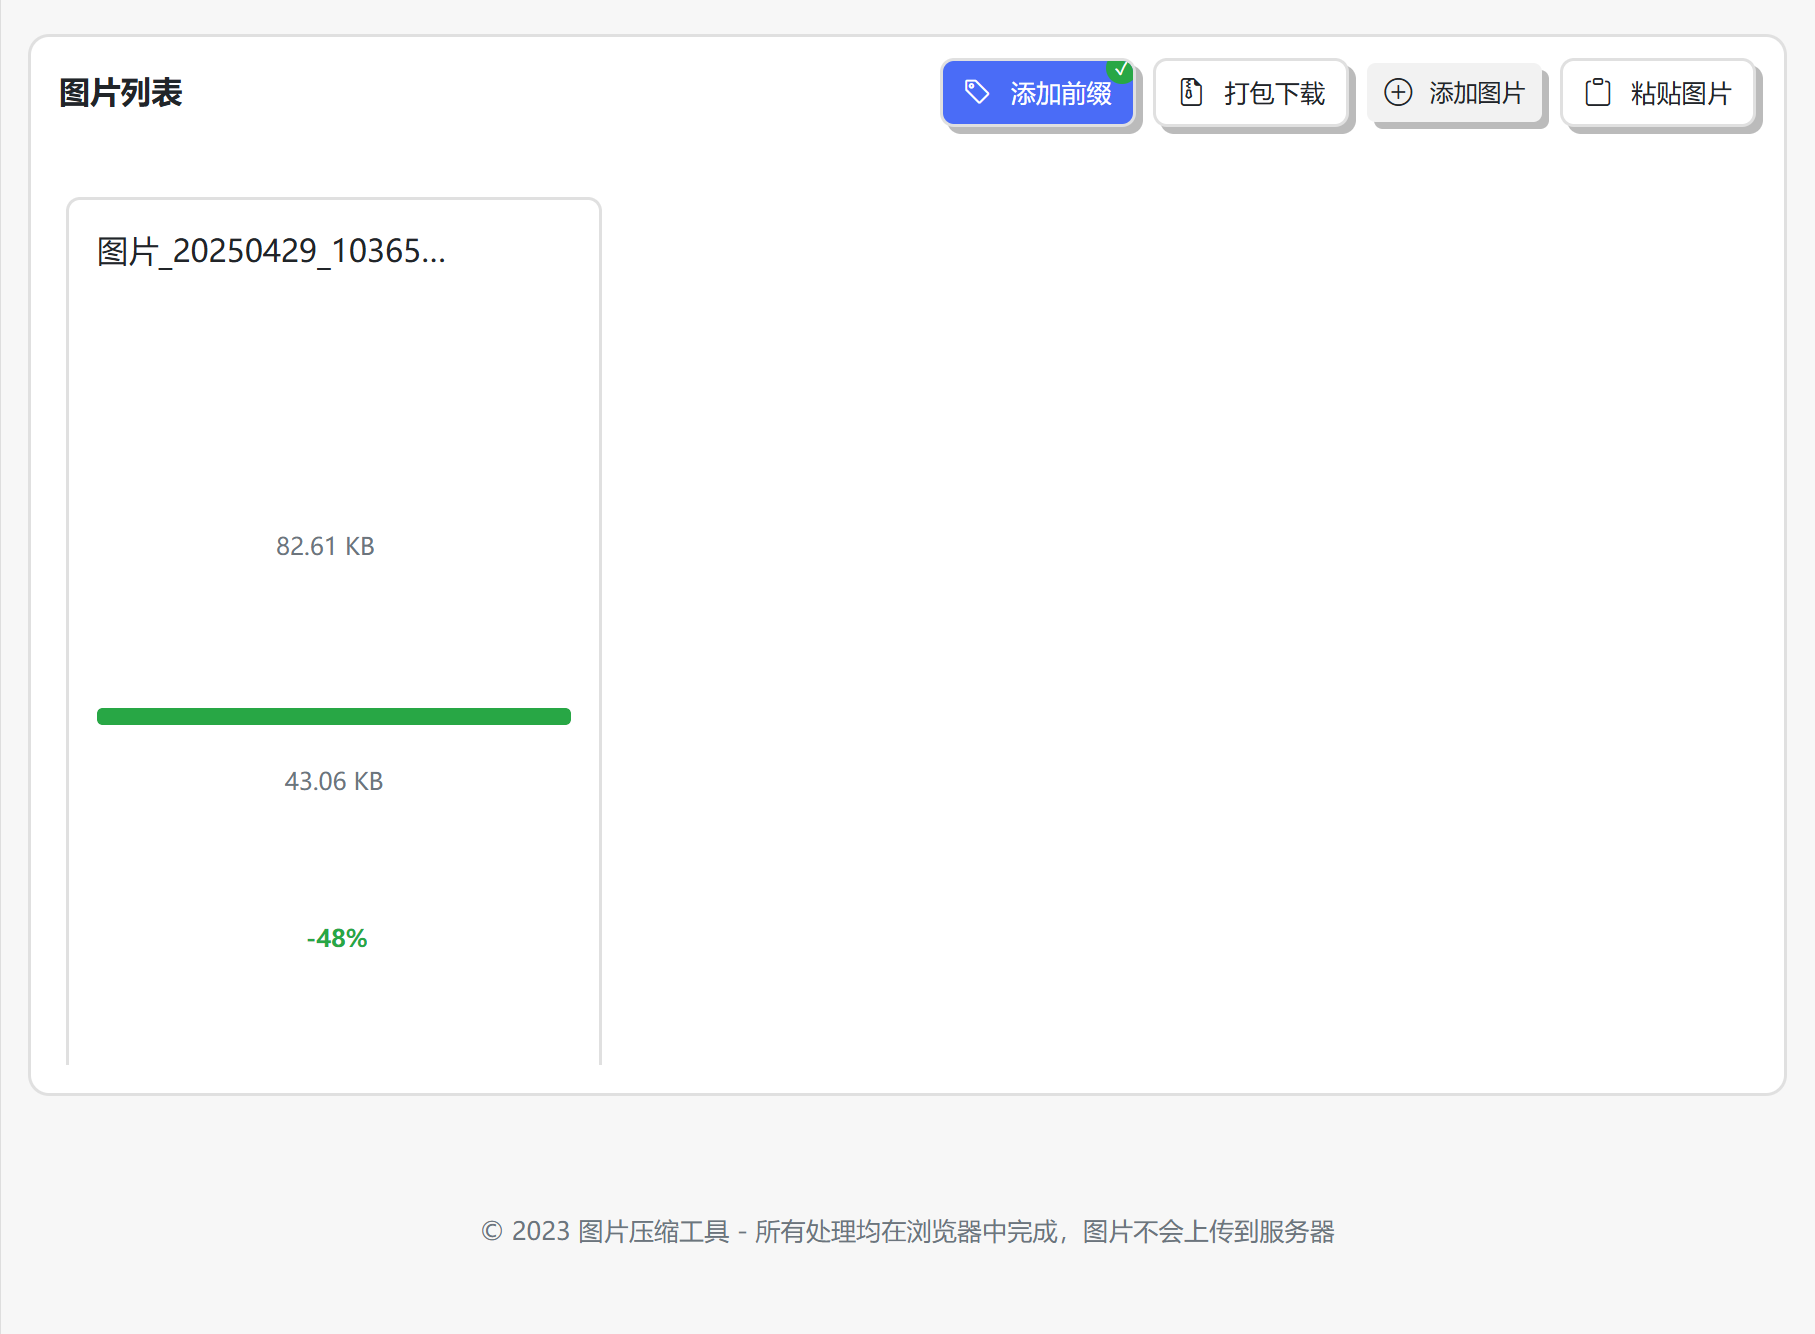 图片列表
添加前缀
打包下载
添加图片
粘贴图片
图片_20250429_10365...
82.61 KB
43.06 KB
-48%
© 2023 图片压缩工具 - 所有处理均在浏览器中完成，图片不会上传到服务器